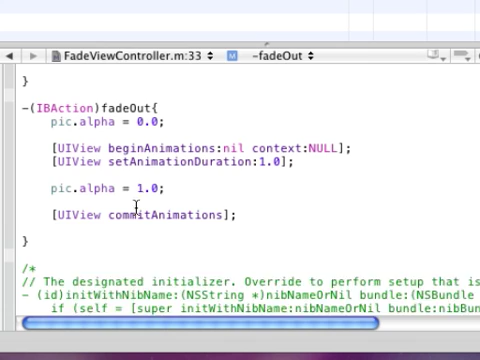 FadeViewController.m:33 M -fadeOut
}
-(IBAction)fadeOut{
pic.alpha = 0.0;
[UIView beginAnimations:nil context:NULL];
[UIView setAnimationDuration:1.0];
pic.alpha = 1.0;
[UIView commitAnimations];
}
/*
// The designated initializer. Override to perform setup that is
- (id)initWithNibName:(NSString *)nibNameOrNil bundle:(NSBundle
if (self = [super initWithNibName:nibNameOrNil bundle:nibBun